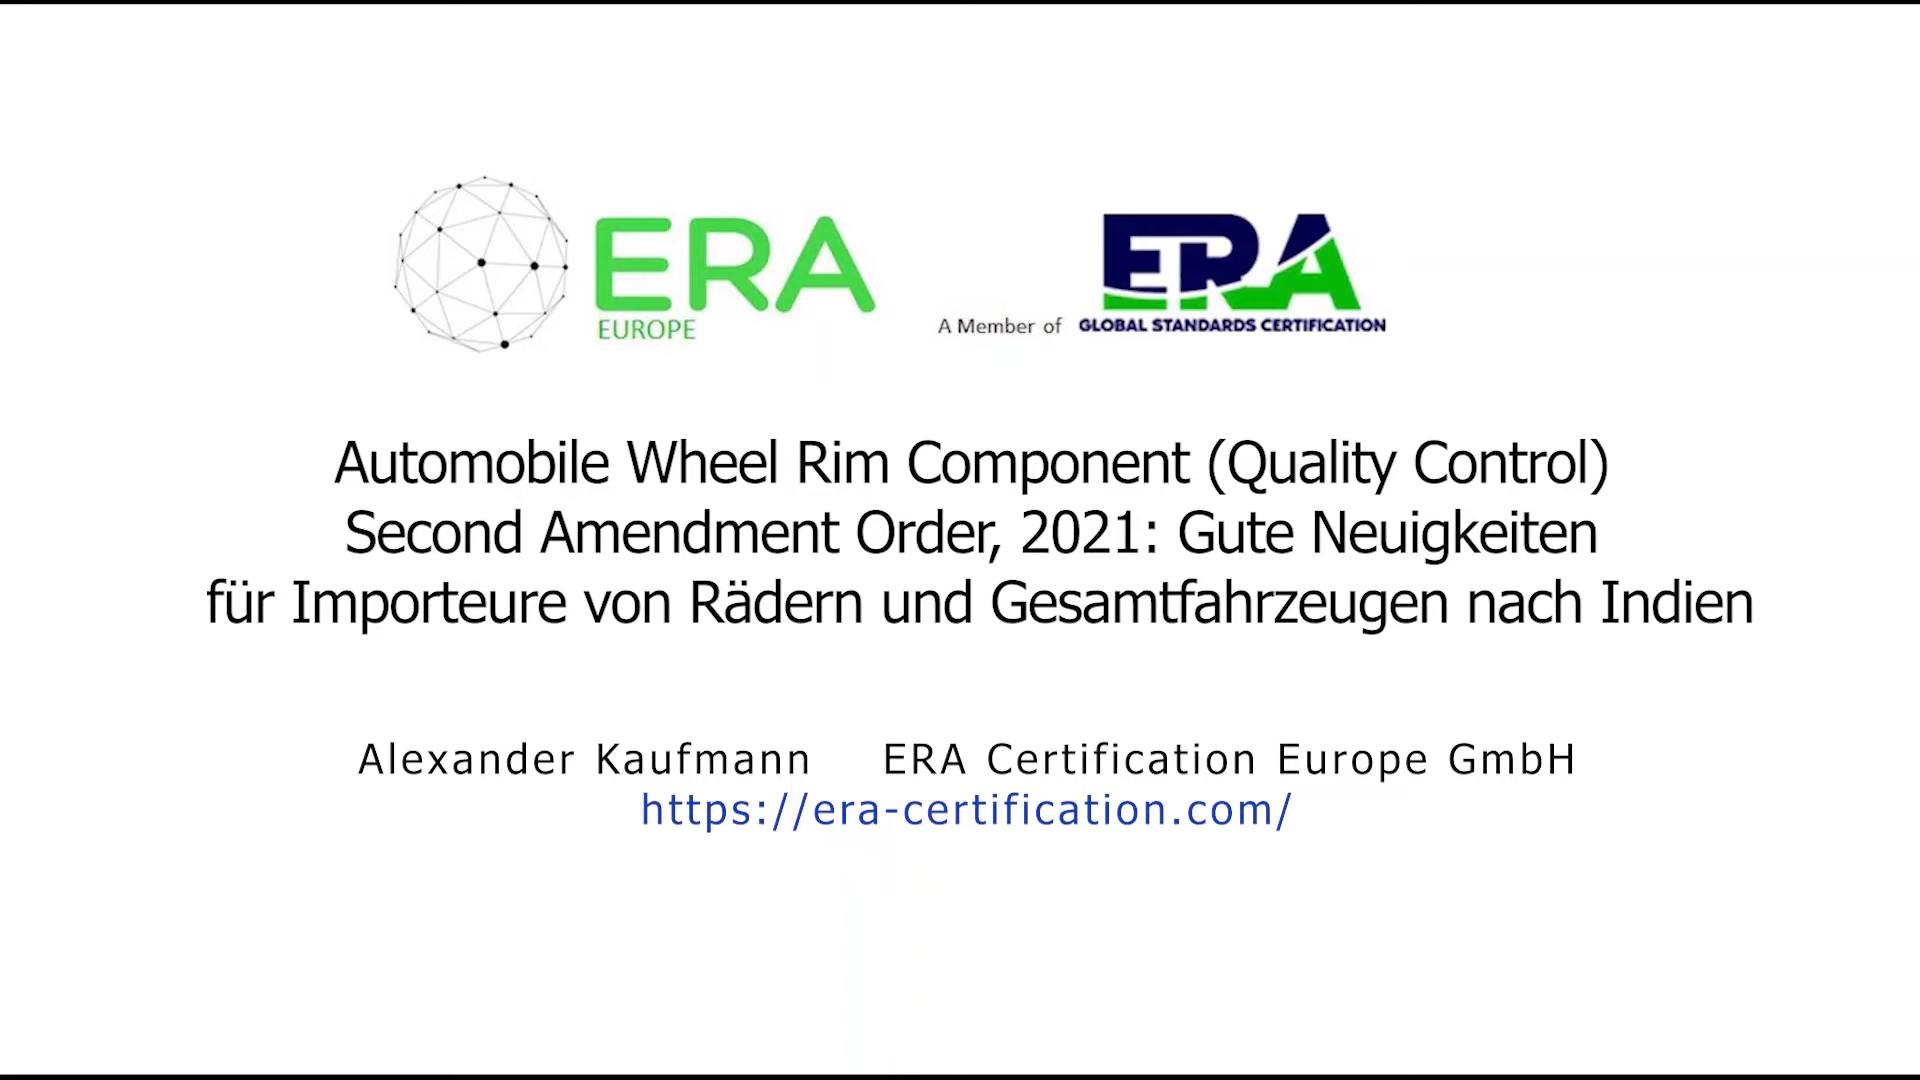 ERA
EUROPE
A Member of
ERA
GLOBAL STANDARDS CERTIFICATION
Automobile Wheel Rim Component (Quality Control)
Second Amendment Order, 2021: Gute Neuigkeiten
für Importeure von Rädern und Gesamtfahrzeugen nach Indien
Alexander Kaufmann ERA Certification Europe GmbH
https://era-certification.com/